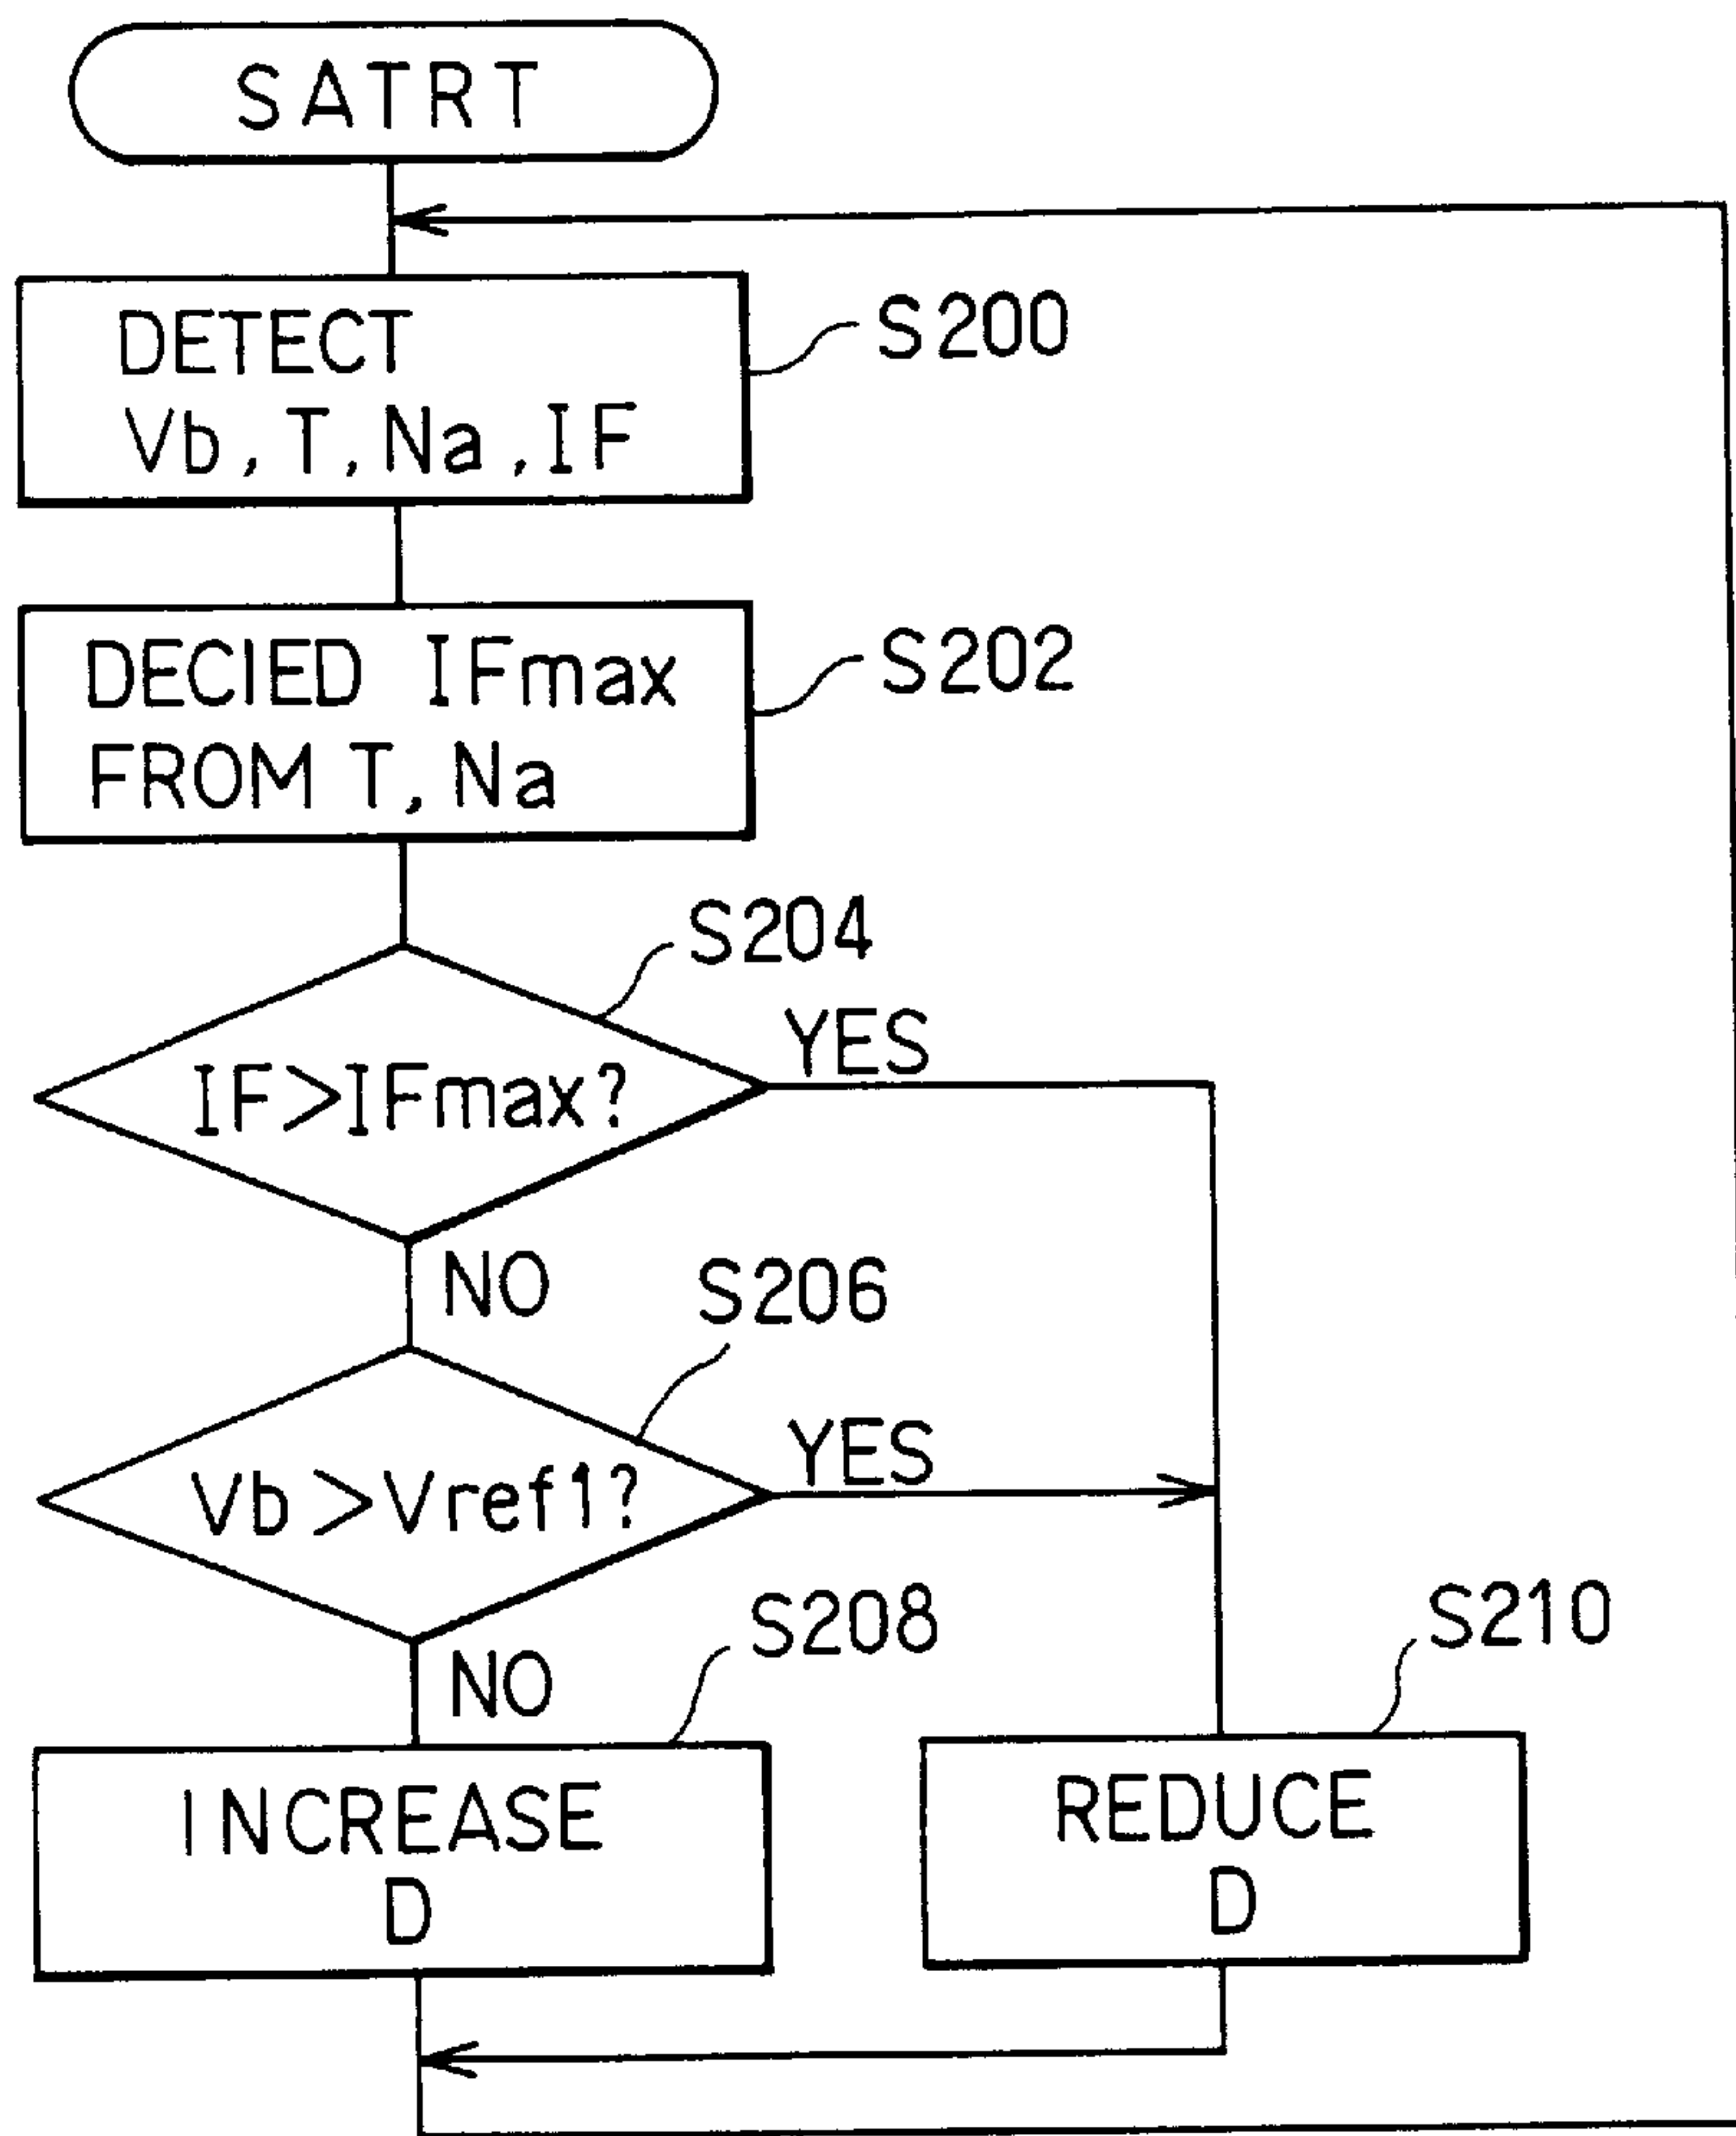 SATRT
DETECT
Vb, T, Na, IF
S200
DECIED IFmax
FROM T, Na
S202
S204
IF>IFmax?
YES
NO
S206
Vb>Vref1?
YES
NO
S208
INCREASE
D
S210
REDUCE
D